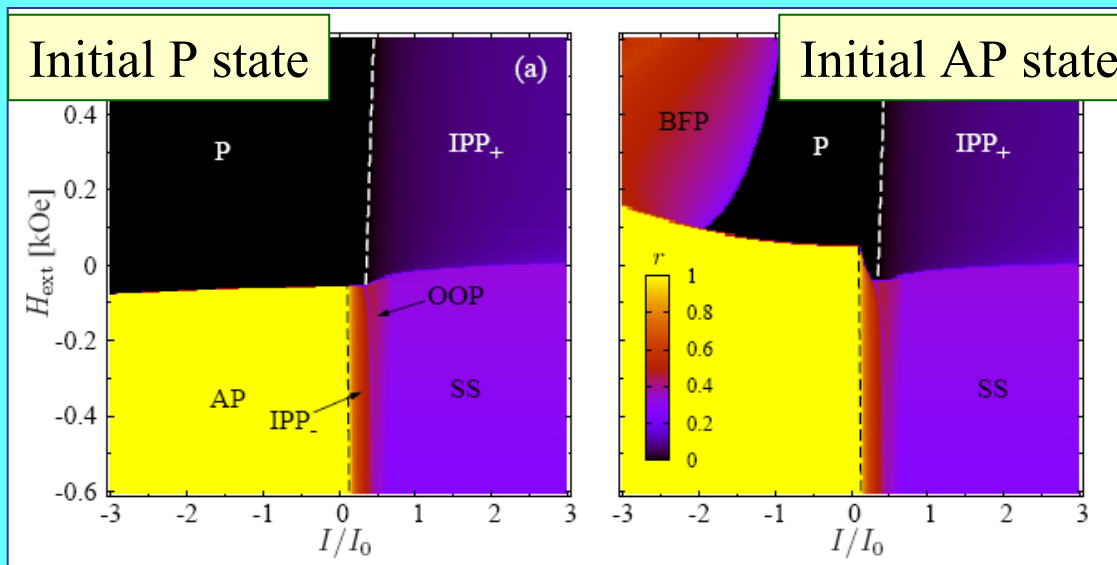 Initial P state
Initial AP state
(a)
H_ext [kOe]
0.4
0.2
0
-0.2
-0.4
-0.6
P
IPP+
OOP
AP
IPP-
SS
-3
-2
-1
0
1
2
3
I/I0
BFP
P
IPP+
r
1
0.8
0.6
0.4
0.2
0
SS
-3
-2
-1
0
1
2
3
I/I0